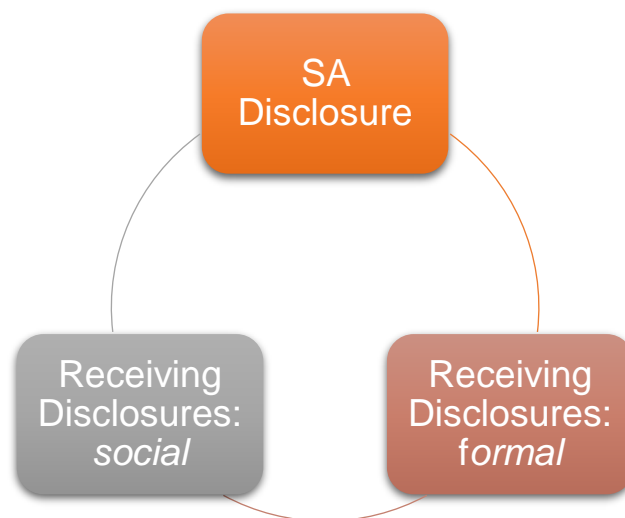 SA
Disclosure
Receiving
Disclosures:
social
Receiving
Disclosures:
formal